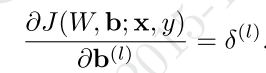 ∂J(W, b; x, y) / ∂b^(l) = δ^(l).